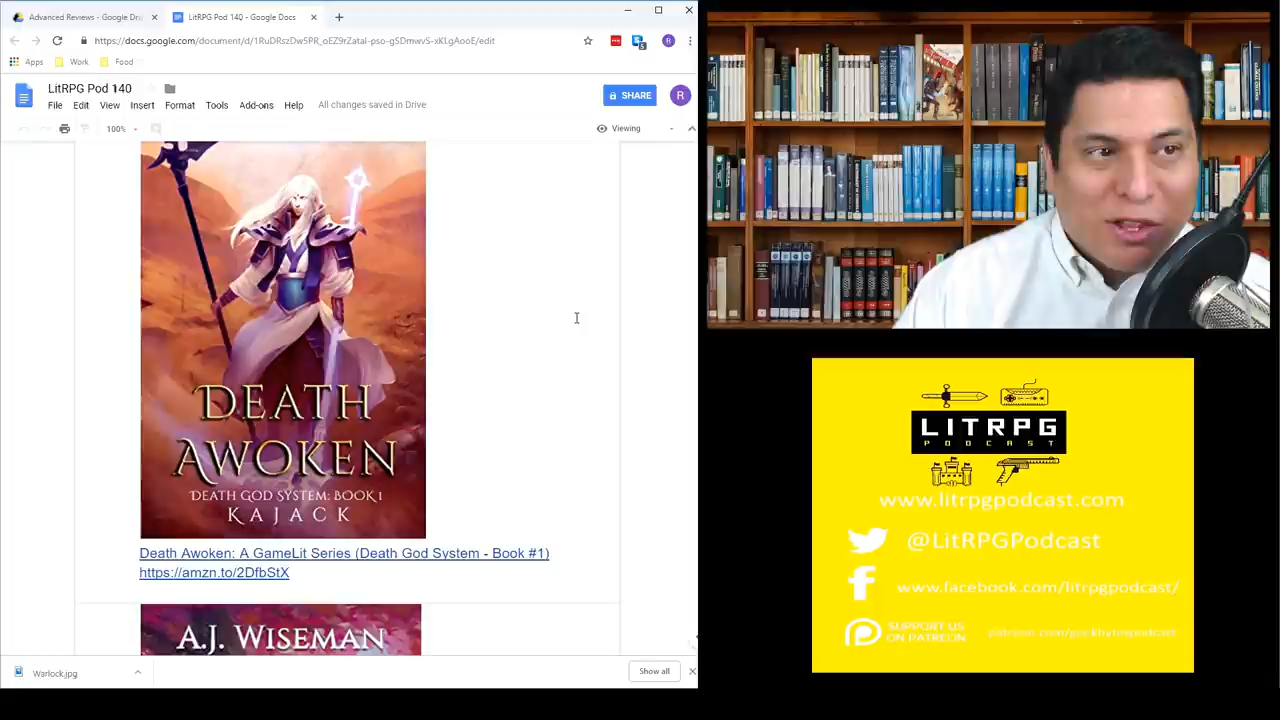 Advanced Reviews - Google Dri
LitRPG Pod 140 - Google Docs
https://docs.google.com/document/d/1RuDRszDw5PR_oEZ9rZatal-pso-gSDmwvS-xKLgAooE/edit
Apps Work Food
LitRPG Pod 140
File Edit View Insert Format Tools Add-ons Help All changes saved in Drive
SHARE
R
100%
Viewing
DEATH
AWOKEN
DEATH GOD SYSTEM: BOOK 1
KAJACK
Death Awoken: A GameLit Series (Death God System - Book #1)
https://amzn.to/2DfbStX
A.J. WISEMAN
Warlock.jpg
Show all
LITRPG
PODCAST
www.litrpgpodcast.com
@LitRPGPodcast
www.facebook.com/litrpgpodcast/
SUPPORT US
ON PATREON
patreon.com/geekbytespodcast